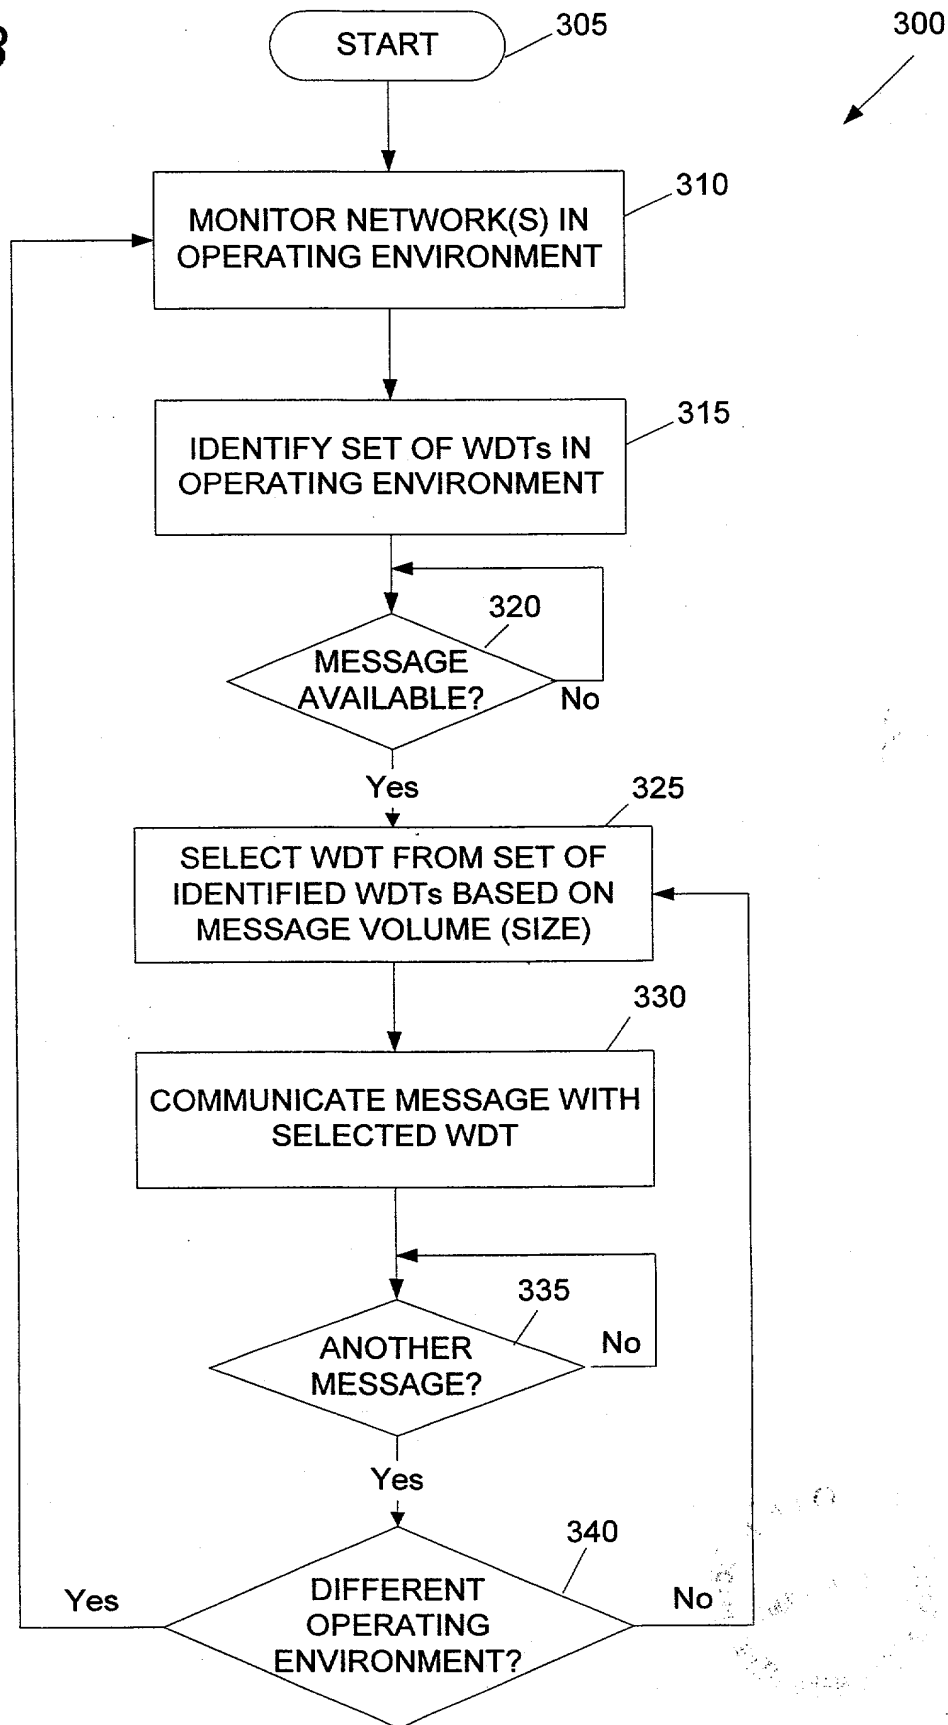 3
START
305
300
310
MONITOR NETWORK(S) IN
OPERATING ENVIRONMENT
315
IDENTIFY SET OF WDTs IN
OPERATING ENVIRONMENT
320
MESSAGE
AVAILABLE?
No
Yes
325
SELECT WDT FROM SET OF
IDENTIFIED WDTs BASED ON
MESSAGE VOLUME (SIZE)
330
COMMUNICATE MESSAGE WITH
SELECTED WDT
335
ANOTHER
MESSAGE?
No
Yes
340
DIFFERENT
OPERATING
ENVIRONMENT?
Yes
No